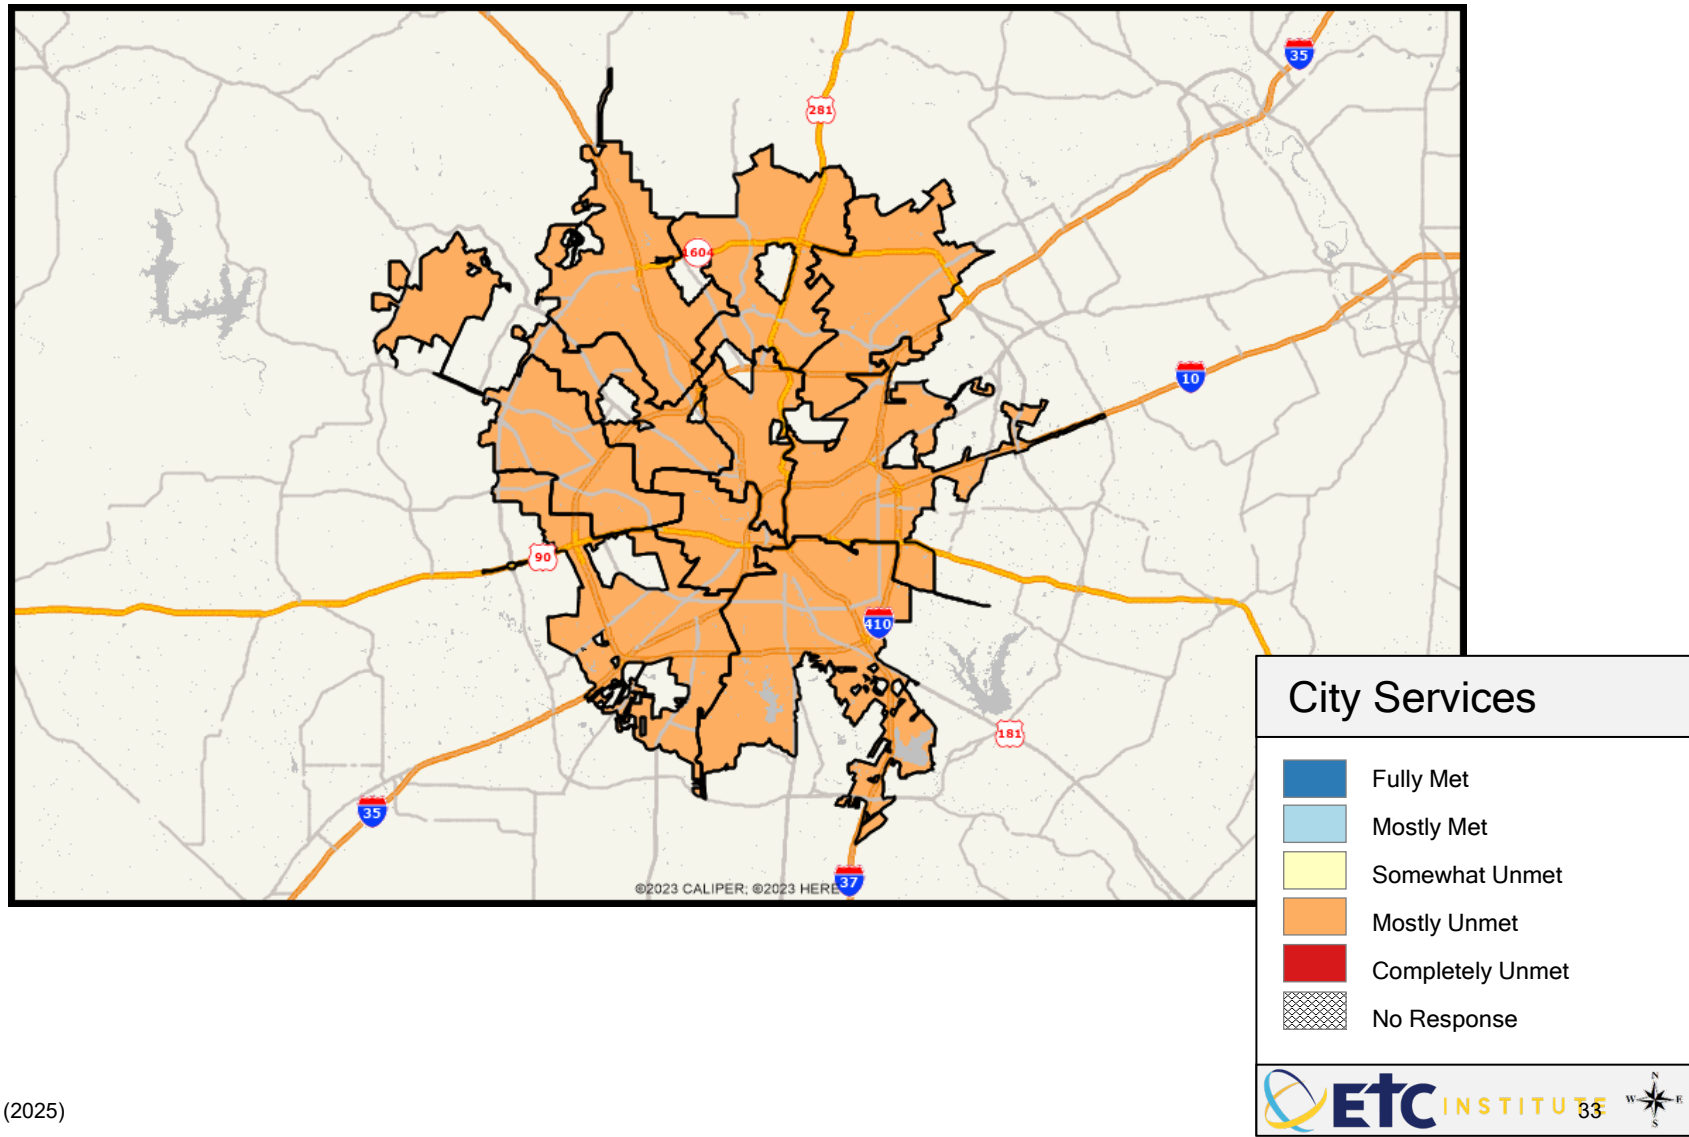 35
281
1604
10
90
410
181
35
37
©2023 CALIPER; ©2023 HERE
City Services
Fully Met
Mostly Met
Somewhat Unmet
Mostly Unmet
Completely Unmet
No Response
(2025)
ETC INSTITUTE
33
N
W E
S